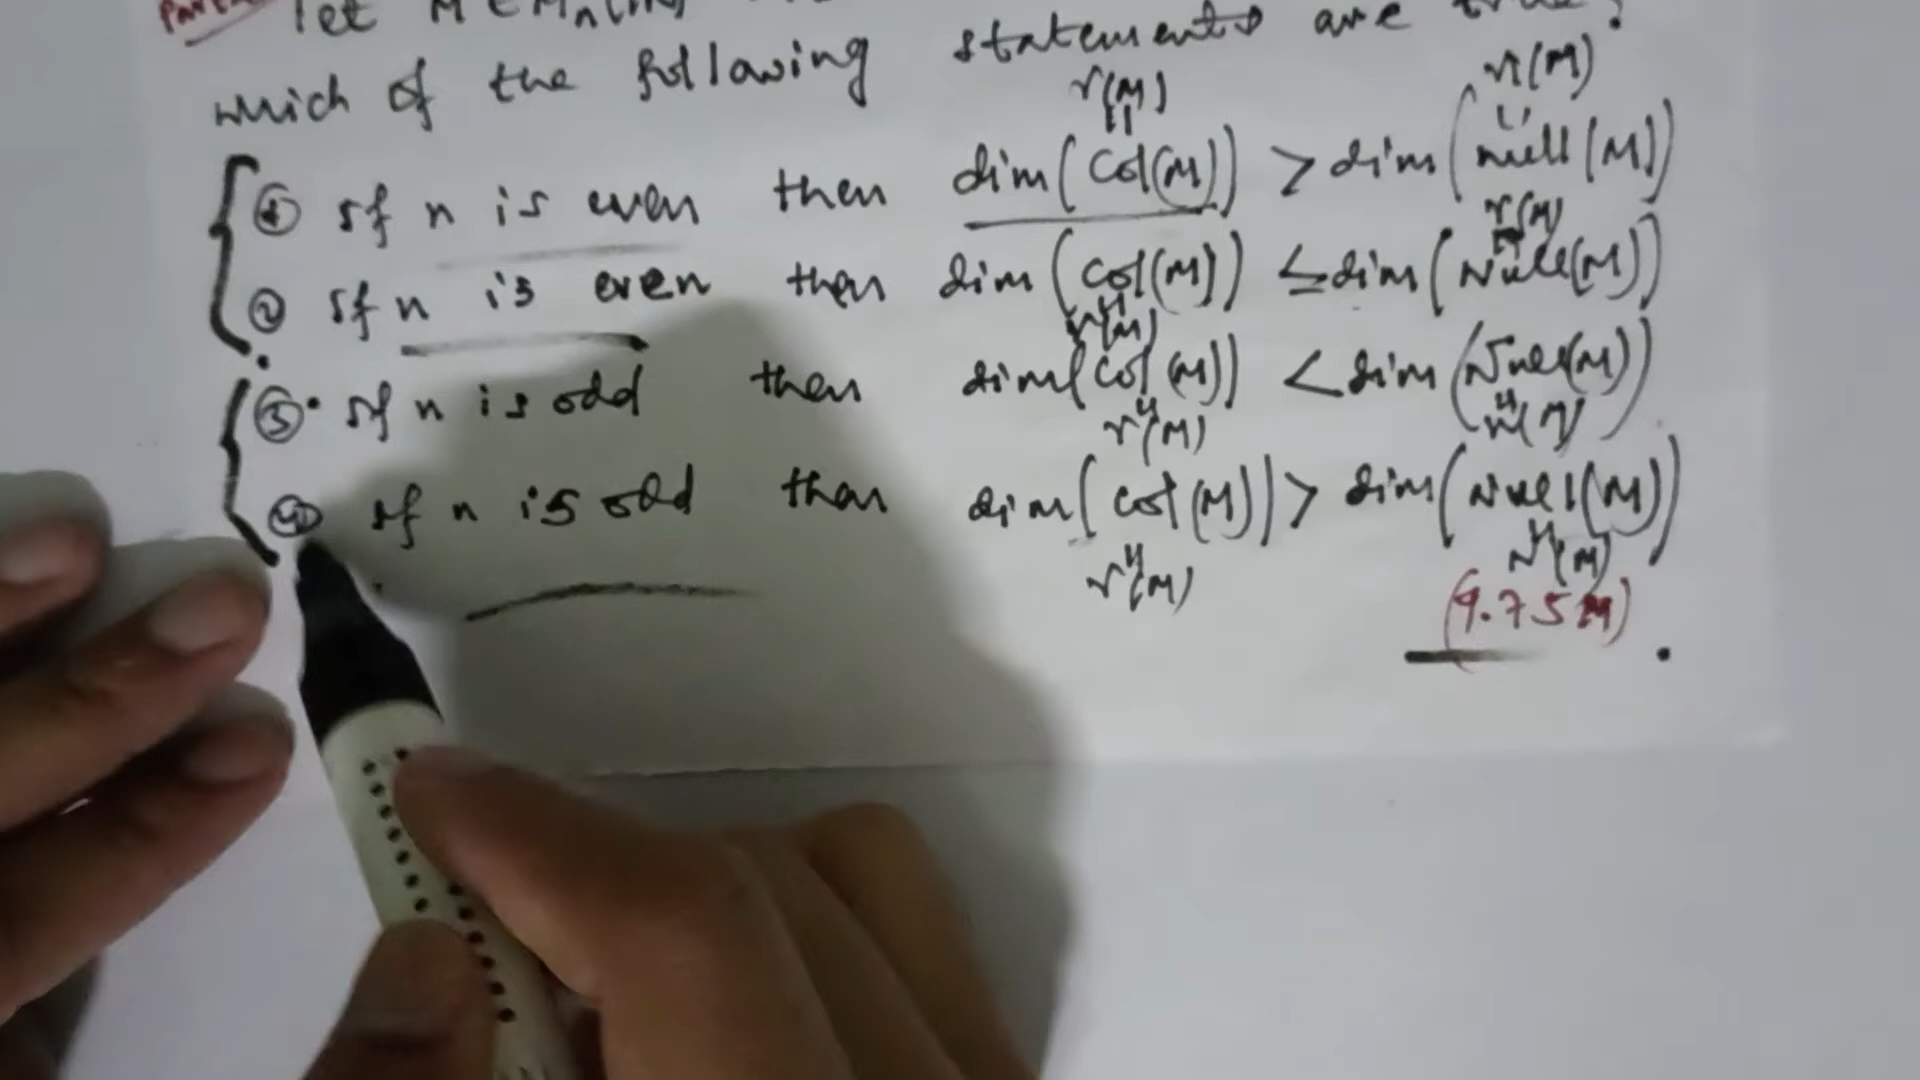 Let M ∈ Mn(
which of the following statements are true?
r(M) n(M)
① If n is even then dim(Col(M)) > dim(null(M))
r(M)
② If n is even then dim(Col(M)) ≤ dim(Null(M))
r(M)
③ If n is odd then dim(Col(M)) < dim(Null(M))
r(M) n(M)
④ If n is odd then dim(Col(M)) > dim(Null(M))
r(M) N(M)
(4.75M)